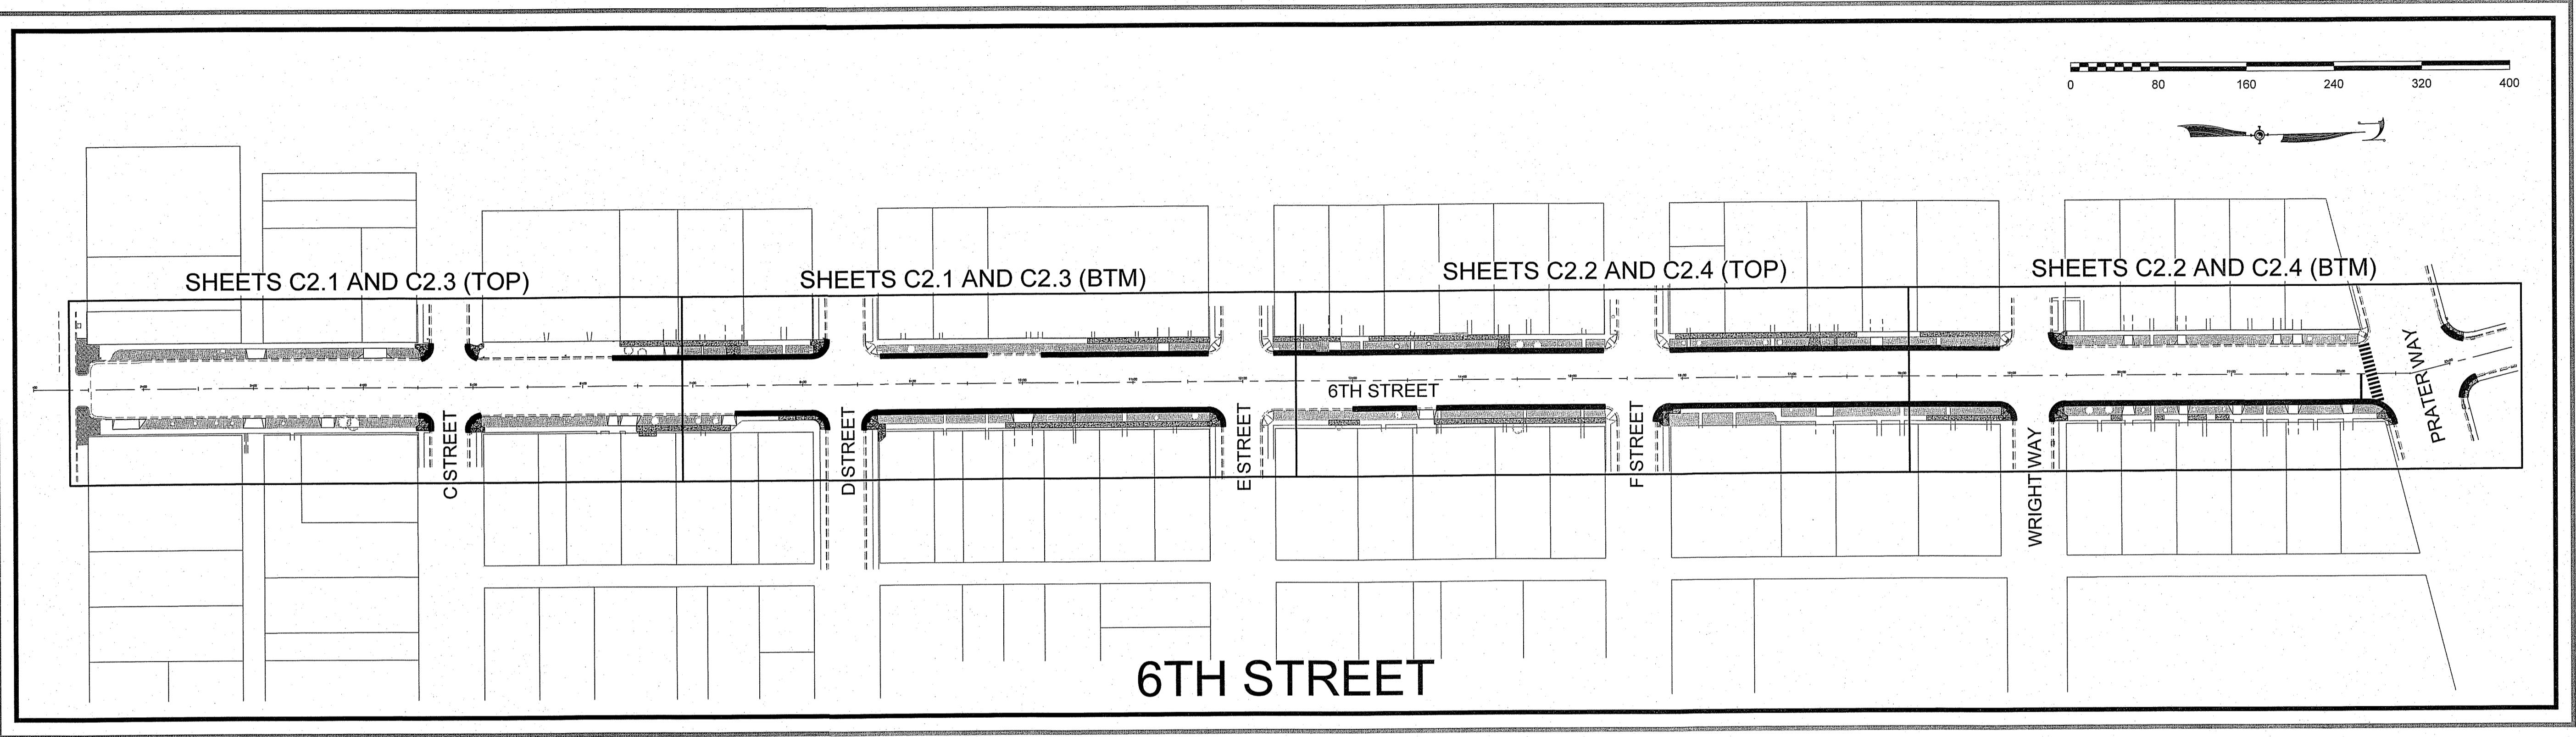 0 80 160 240 320 400
SHEETS C2.1 AND C2.3 (TOP)
SHEETS C2.1 AND C2.3 (BTM)
SHEETS C2.2 AND C2.4 (TOP)
SHEETS C2.2 AND C2.4 (BTM)
6TH STREET
C STREET
D STREET
E STREET
F STREET
WRIGHT WAY
PRATER WAY
6TH STREET